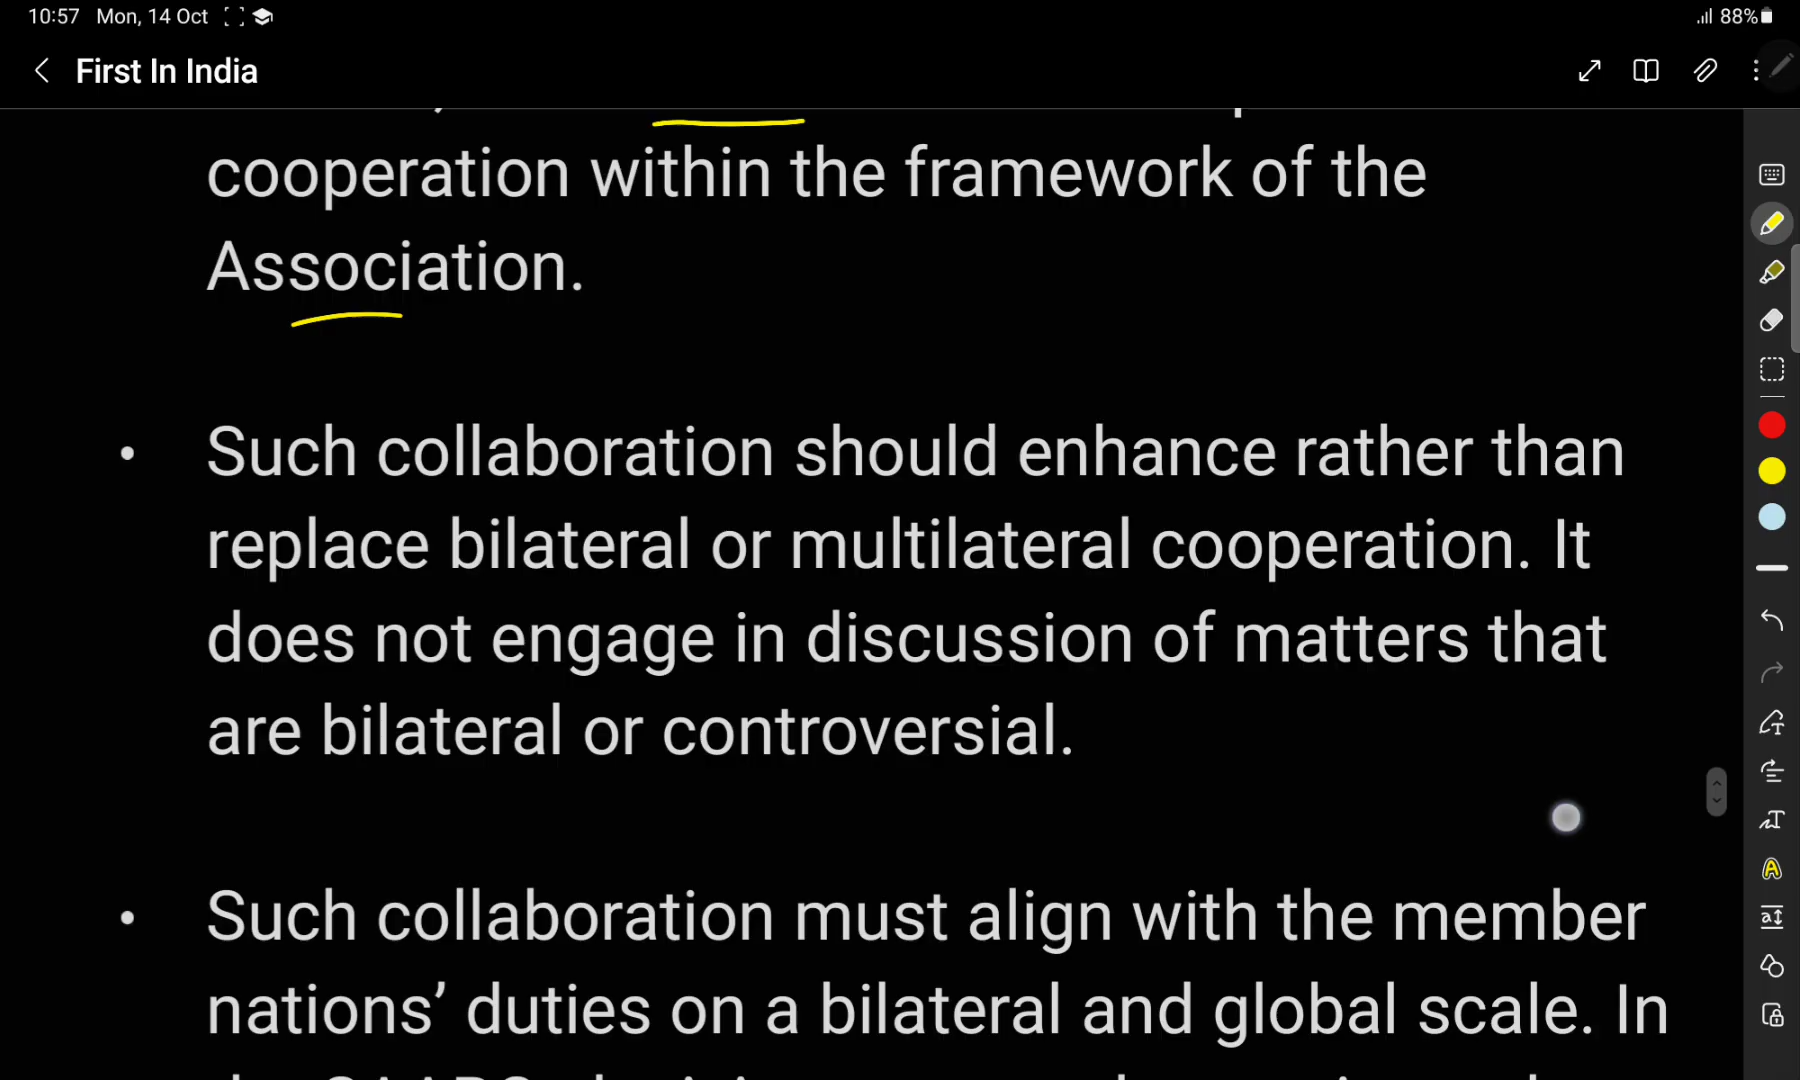 10:57 Mon, 14 Oct 88%
First In India
cooperation within the framework of the
Association.
• Such collaboration should enhance rather than
replace bilateral or multilateral cooperation. It
does not engage in discussion of matters that
are bilateral or controversial.
• Such collaboration must align with the member
nations’ duties on a bilateral and global scale. In